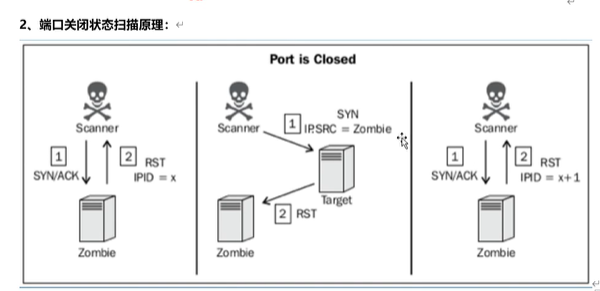 2、端口关闭状态扫描原理：
Port is Closed
Scanner
1
SYN/ACK
2
RST
IPID = x
Zombie
Scanner
1
SYN
IP.SRC = Zombie
Target
2
RST
Zombie
Scanner
1
SYN/ACK
2
RST
IPID = x+1
Zombie